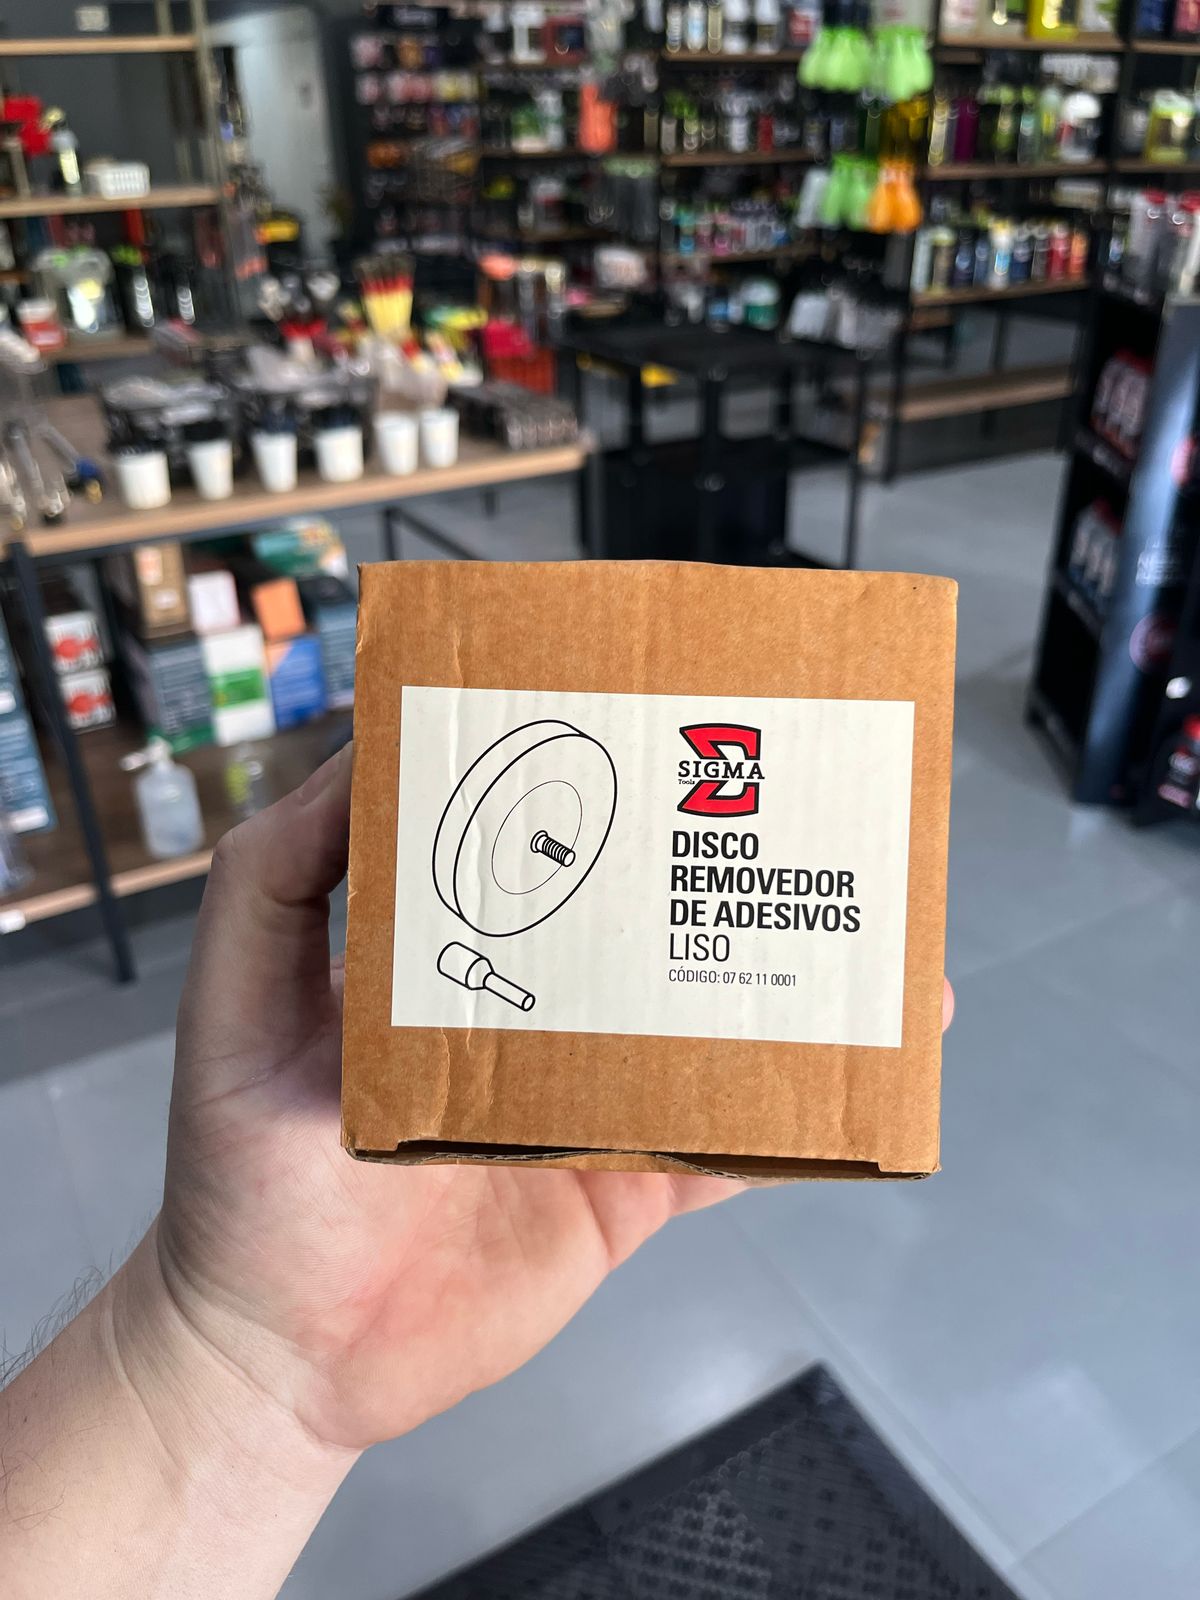 SIGMA
Tools
DISCO
REMOVEDOR
DE ADESIVOS
LISO
CÓDIGO: 07 62 11 0001